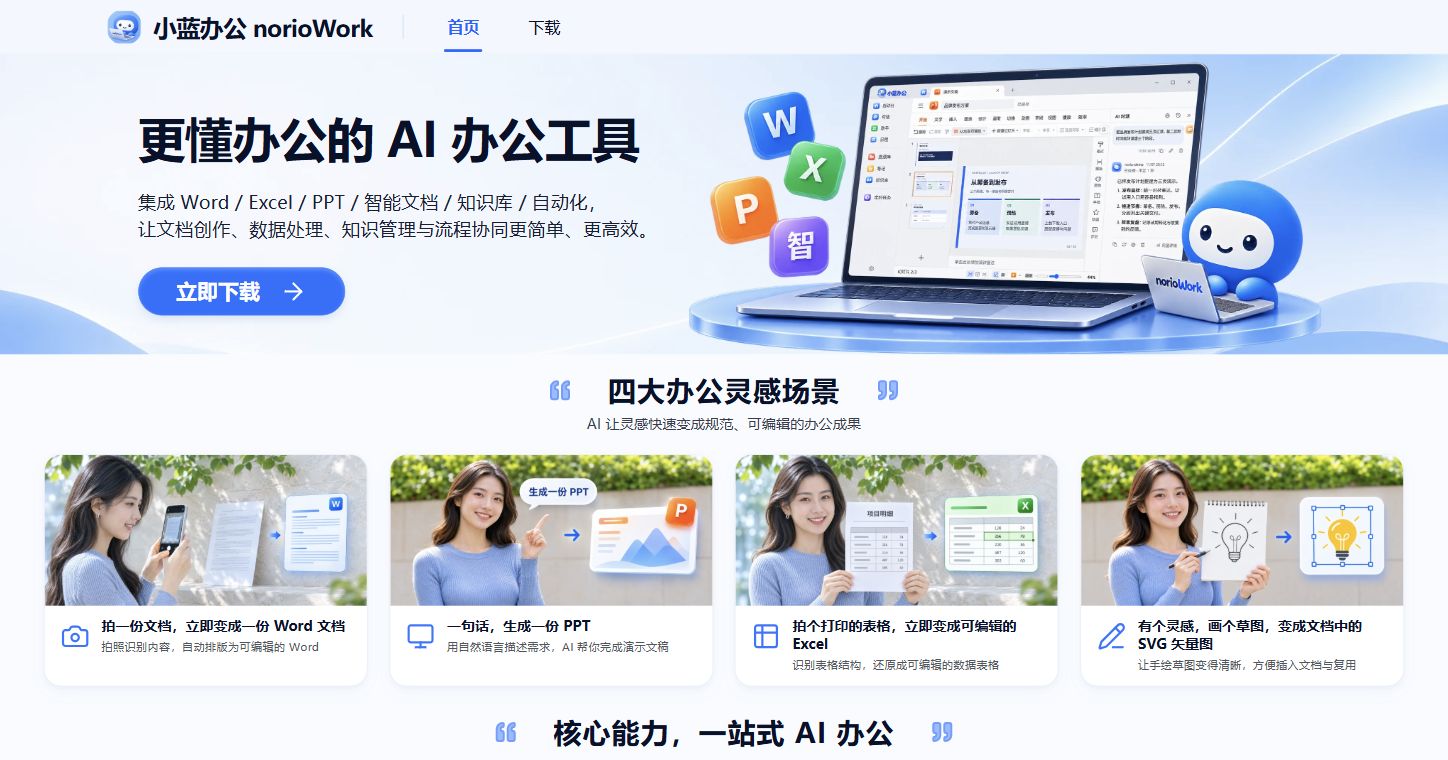 小蓝办公 norioWork
首页
下载
更懂办公的 AI 办公工具
集成 Word / Excel / PPT / 智能文档 / 知识库 / 自动化，
让文档创作、数据处理、知识管理与流程协同更简单、更高效。
立即下载
W
X
P
智
小蓝办公
从筹备到发布
norioWork
四大办公灵感场景
AI 让灵感快速变成规范、可编辑的办公成果
W
生成一份 PPT
P
项目明细
X
拍一份文档，立即变成一份 Word 文档
拍照识别内容，自动排版为可编辑的 Word
一句话，生成一份 PPT
用自然语言描述需求，AI 帮你完成演示文稿
拍个打印的表格，立即变成可编辑的
Excel
识别表格结构，还原成可编辑的数据表格
有个灵感，画个草图，变成文档中的
SVG 矢量图
让手绘草图变得清晰，方便插入文档与复用
核心能力，一站式 AI 办公